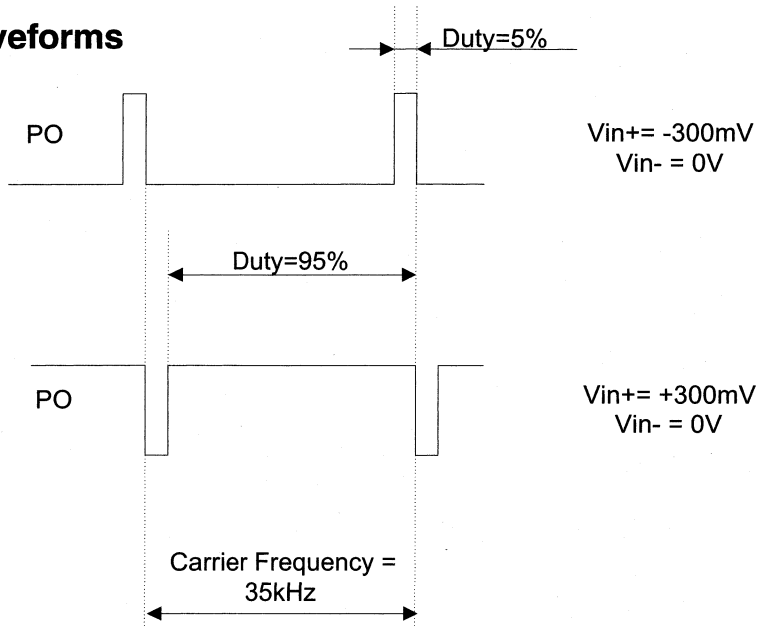 veforms
Duty=5%
PO
Vin+= -300mV
Vin- = 0V
Duty=95%
PO
Vin+= +300mV
Vin- = 0V
Carrier Frequency =
35kHz